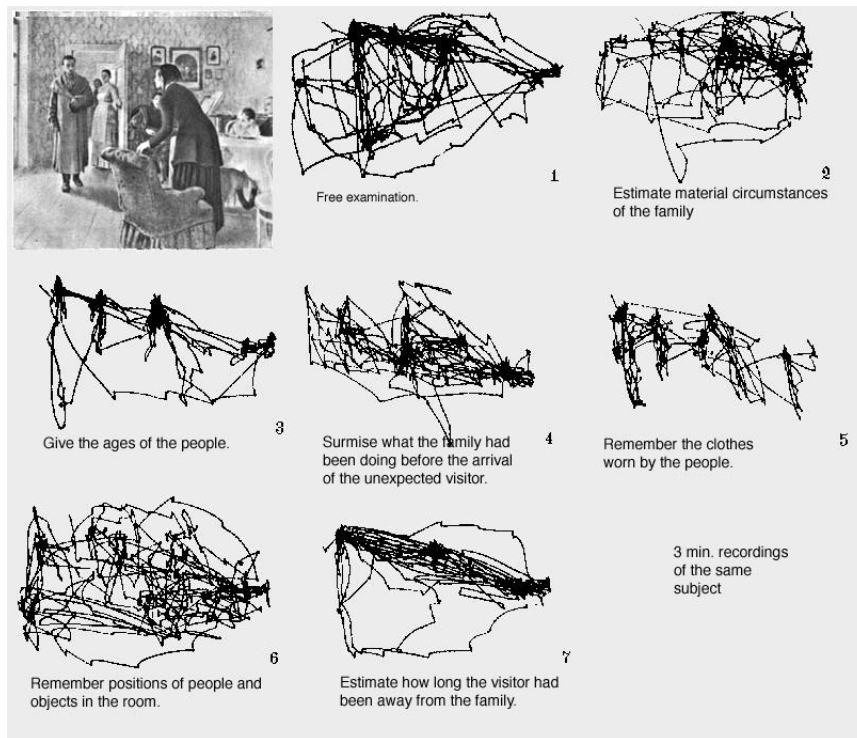 1
Free examination.
2
Estimate material circumstances
of the family
3
Give the ages of the people.
4
Surmise what the family had
been doing before the arrival
of the unexpected visitor.
5
Remember the clothes
worn by the people.
6
Remember positions of people and
objects in the room.
7
Estimate how long the visitor had
been away from the family.
3 min. recordings
of the same
subject